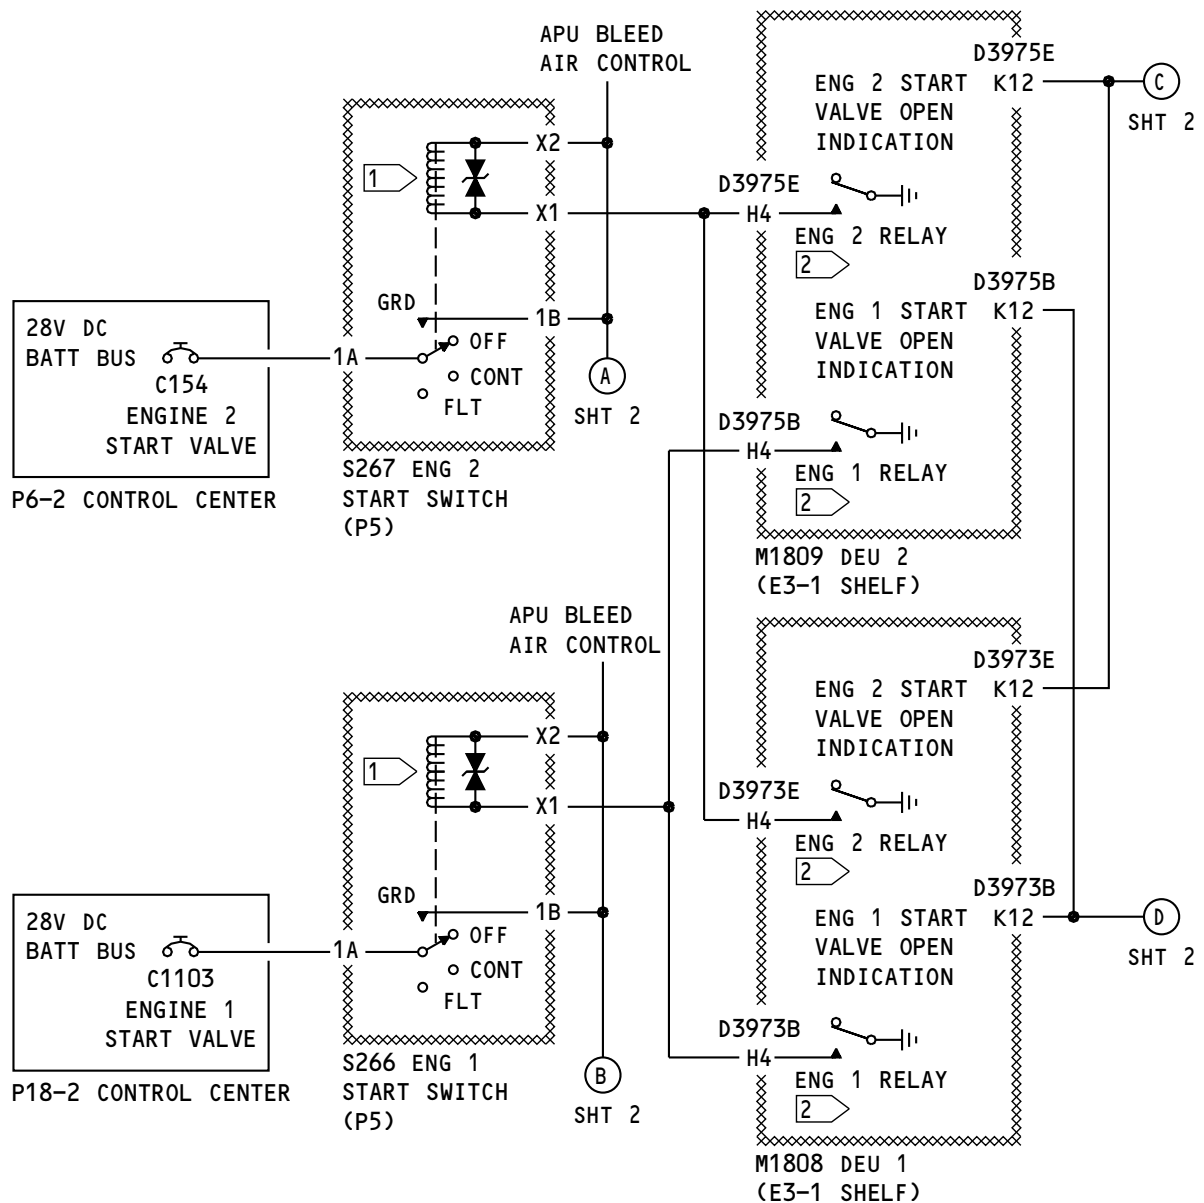 APU BLEED
AIR CONTROL
D3975E
ENG 2 START K12
VALVE OPEN
INDICATION
C
SHT 2
X2
1
X1
D3975E
H4
ENG 2 RELAY
2
GRD
1B
OFF
1A
CONT
FLT
A
SHT 2
28V DC
BATT BUS
C154
ENGINE 2
START VALVE
P6-2 CONTROL CENTER
S267 ENG 2
START SWITCH
(P5)
D3975B
ENG 1 START K12
VALVE OPEN
INDICATION
D3975B
H4
ENG 1 RELAY
2
M1809 DEU 2
(E3-1 SHELF)
APU BLEED
AIR CONTROL
D3973E
ENG 2 START K12
VALVE OPEN
INDICATION
X2
1
X1
D3973E
H4
ENG 2 RELAY
2
GRD
1B
OFF
1A
CONT
FLT
B
SHT 2
28V DC
BATT BUS
C1103
ENGINE 1
START VALVE
P18-2 CONTROL CENTER
S266 ENG 1
START SWITCH
(P5)
D3973B
ENG 1 START K12
VALVE OPEN
INDICATION
D
SHT 2
D3973B
H4
ENG 1 RELAY
2
M1808 DEU 1
(E3-1 SHELF)